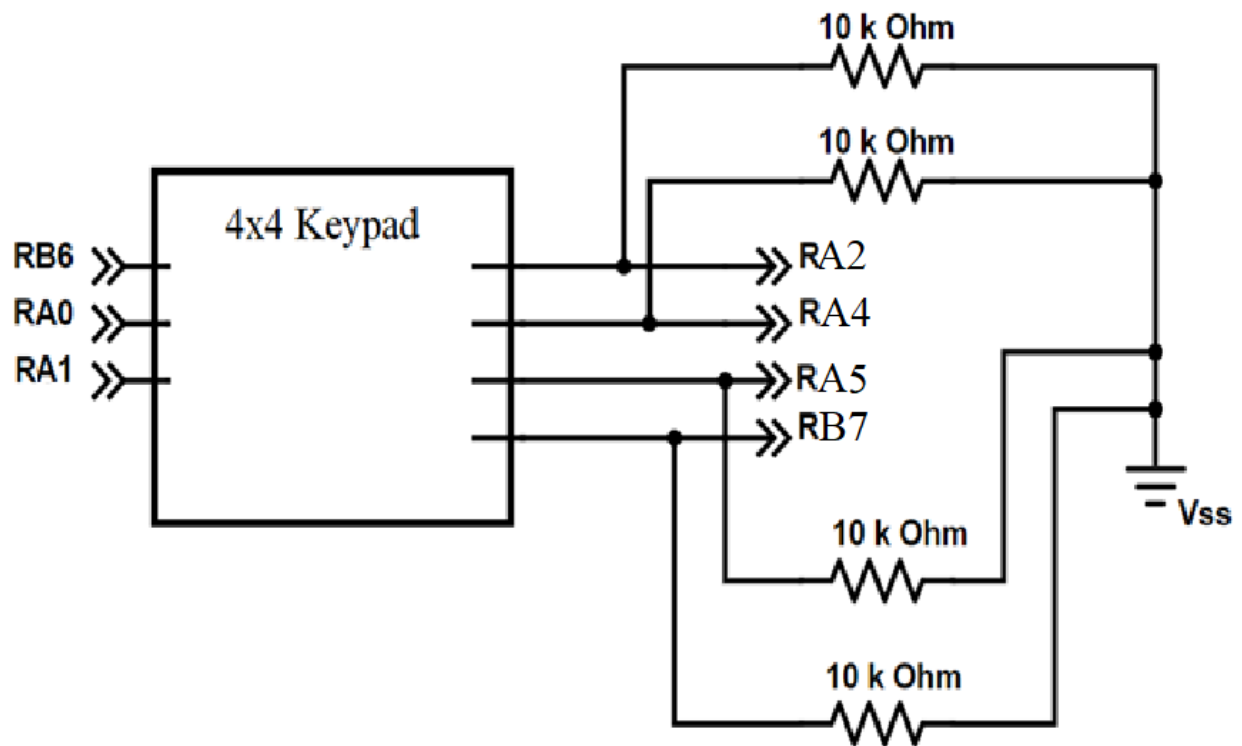 10 k Ohm
10 k Ohm
4x4 Keypad
RB6
RA2
RA0
RA4
RA1
RA5
RB7
Vss
10 k Ohm
10 k Ohm